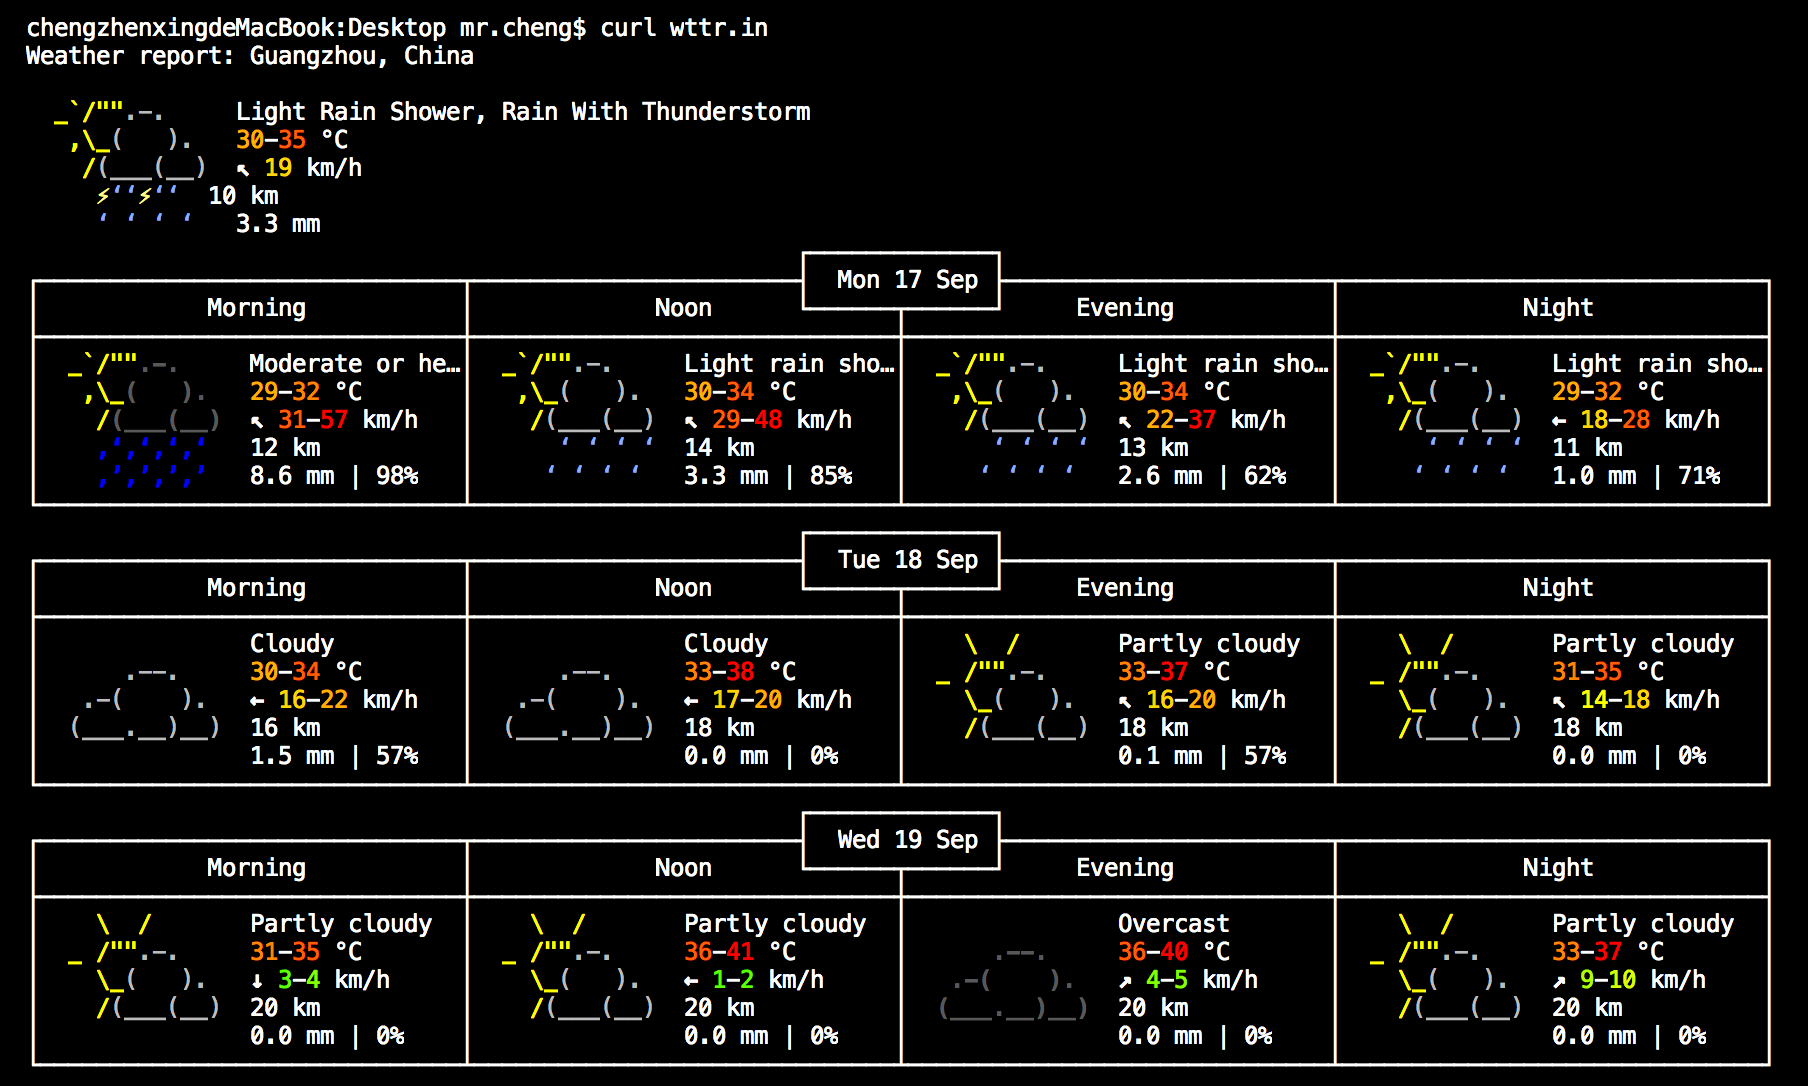 chengzhenxingdeMacBook:Desktop mr.cheng$ curl wttr.in
Weather report: Guangzhou, China
Light Rain Shower, Rain With Thunderstorm
30–35 °C
↖ 19 km/h
10 km
3.3 mm
Mon 17 Sep
Morning Noon Evening Night
Moderate or he… Light rain sho… Light rain sho… Light rain sho…
29–32 °C 30–34 °C 30–34 °C 29–32 °C
↖ 31–57 km/h ↖ 29–48 km/h ↖ 22–37 km/h ← 18–28 km/h
12 km 14 km 13 km 11 km
8.6 mm | 98% 3.3 mm | 85% 2.6 mm | 62% 1.0 mm | 71%
Tue 18 Sep
Morning Noon Evening Night
Cloudy Cloudy Partly cloudy Partly cloudy
30–34 °C 33–38 °C 33–37 °C 31–35 °C
← 16–22 km/h ← 17–20 km/h ↖ 16–20 km/h ↖ 14–18 km/h
16 km 18 km 18 km 18 km
1.5 mm | 57% 0.0 mm | 0% 0.1 mm | 57% 0.0 mm | 0%
Wed 19 Sep
Morning Noon Evening Night
Partly cloudy Partly cloudy Overcast Partly cloudy
31–35 °C 36–41 °C 36–40 °C 33–37 °C
↓ 3–4 km/h ← 1–2 km/h ↗ 4–5 km/h ↗ 9–10 km/h
20 km 20 km 20 km 20 km
0.0 mm | 0% 0.0 mm | 0% 0.0 mm | 0% 0.0 mm | 0%